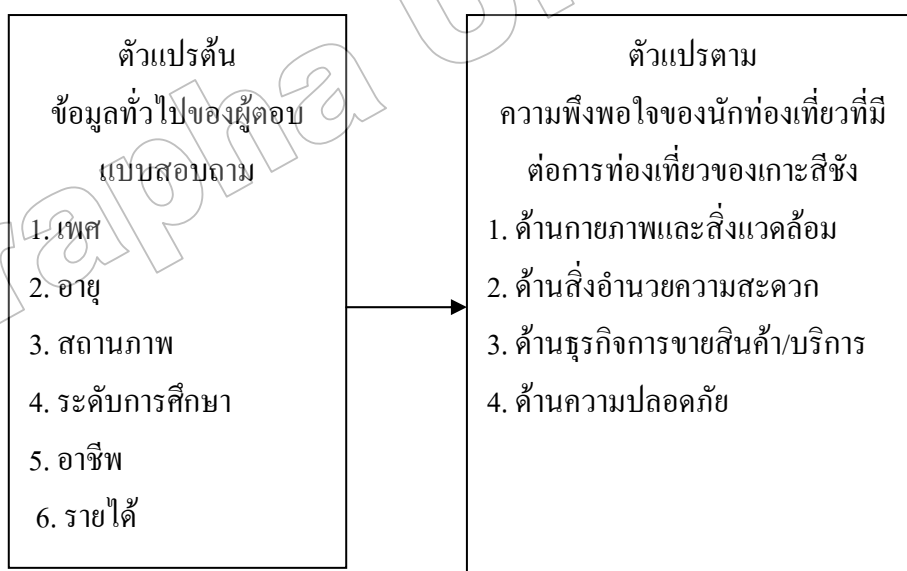 ตัวแปรต้น
ข้อมูลทั่วไปของผู้ตอบ
แบบสอบถาม
1. เพศ
2. อายุ
3. สถานภาพ
4. ระดับการศึกษา
5. อาชีพ
6. รายได้
ตัวแปรตาม
ความพึงพอใจของนักท่องเที่ยวที่มี
ต่อการท่องเที่ยวของเกาะสีชัง
1. ด้านกายภาพและสิ่งแวดล้อม
2. ด้านสิ่งอำนวยความสะดวก
3. ด้านธุรกิจการขายสินค้า/บริการ
4. ด้านความปลอดภัย